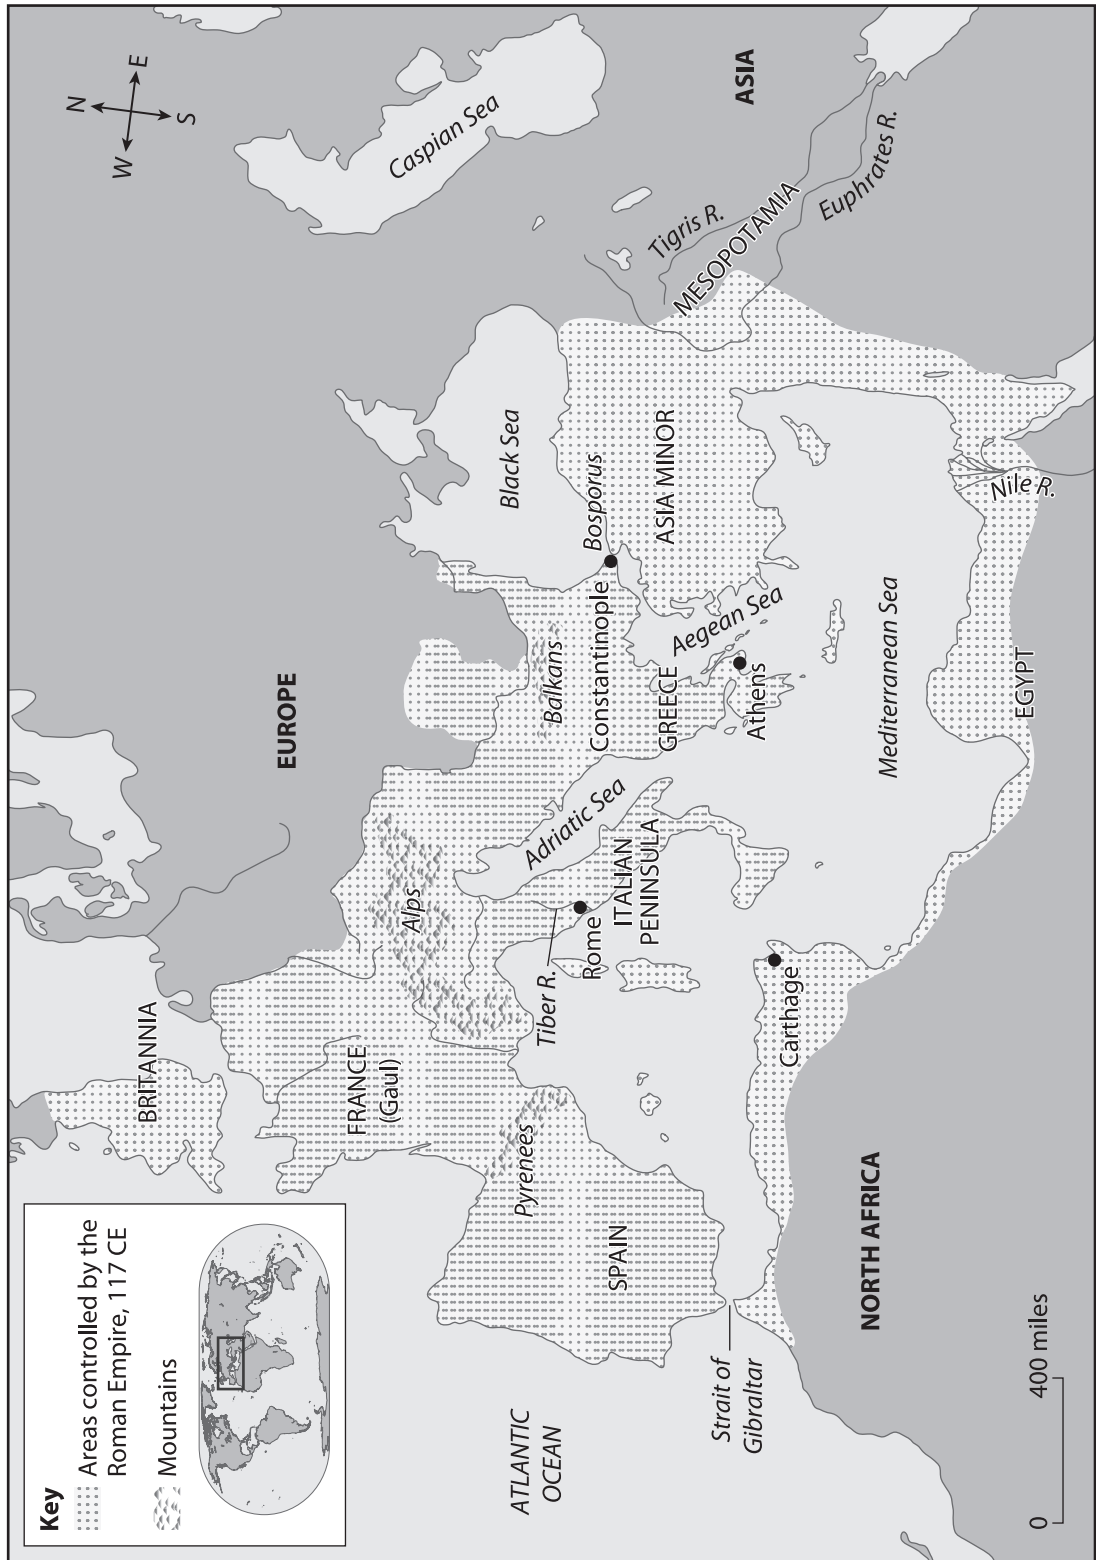 Key
Areas controlled by the
Roman Empire, 117 CE
Mountains
N
W
E
S
EUROPE
ASIA
NORTH AFRICA
ATLANTIC
OCEAN
BRITANNIA
FRANCE
(Gaul)
Alps
Pyrenees
SPAIN
Strait of
Gibraltar
Tiber R.
Rome
ITALIAN
PENINSULA
Adriatic Sea
Carthage
Balkans
Constantinople
Bosporus
GREECE
Athens
Aegean Sea
Black Sea
Caspian Sea
ASIA MINOR
Tigris R.
MESOPOTAMIA
Euphrates R.
Mediterranean Sea
EGYPT
Nile R.
0
400 miles